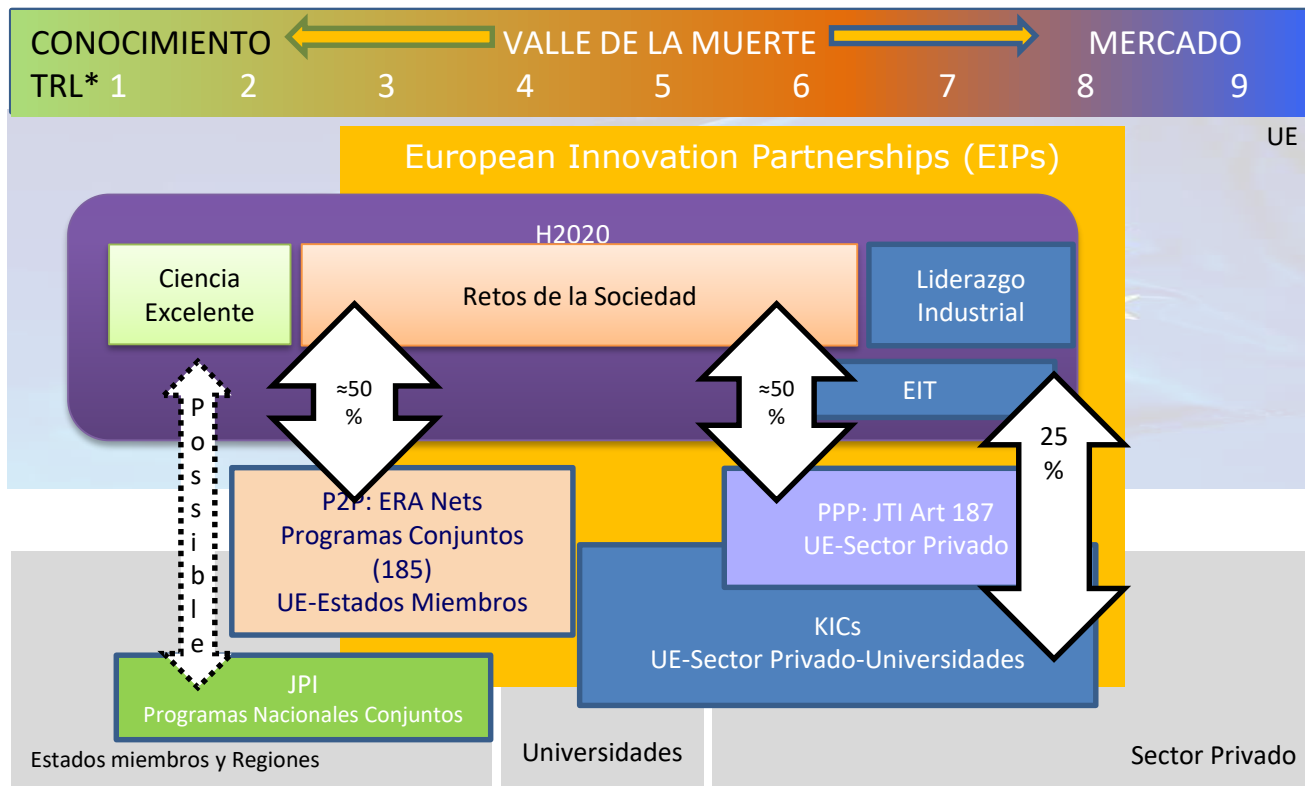 CONOCIMIENTO VALLE DE LA MUERTE MERCADO
TRL* 1 2 3 4 5 6 7 8 9
UE
European Innovation Partnerships (EIPs)
H2020
Ciencia
Excelente
Retos de la Sociedad
Liderazgo
Industrial
EIT
≈50
%
≈50
%
25
%
Possible
P2P: ERA Nets
Programas Conjuntos
(185)
UE-Estados Miembros
PPP: JTI Art 187
UE-Sector Privado
KICs
UE-Sector Privado-Universidades
JPI
Programas Nacionales Conjuntos
Estados miembros y Regiones
Universidades
Sector Privado